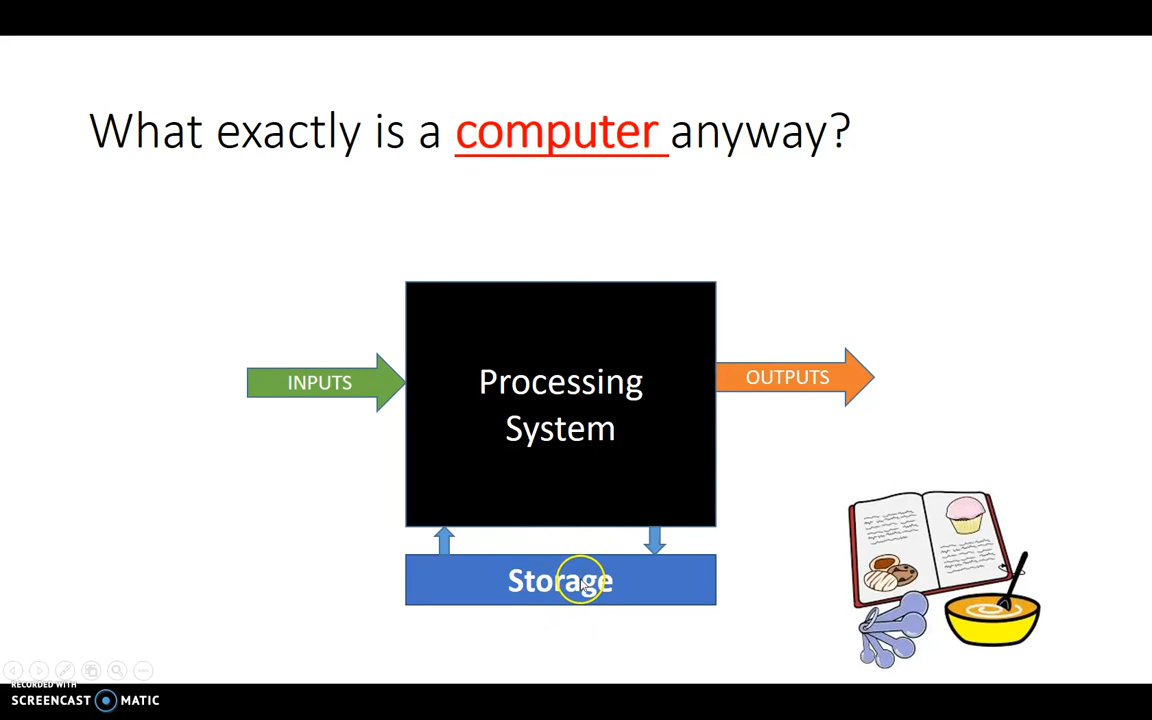 What exactly is a computer anyway?
INPUTS
Processing
System
OUTPUTS
Storage
RECORDED WITH
SCREENCAST MATIC